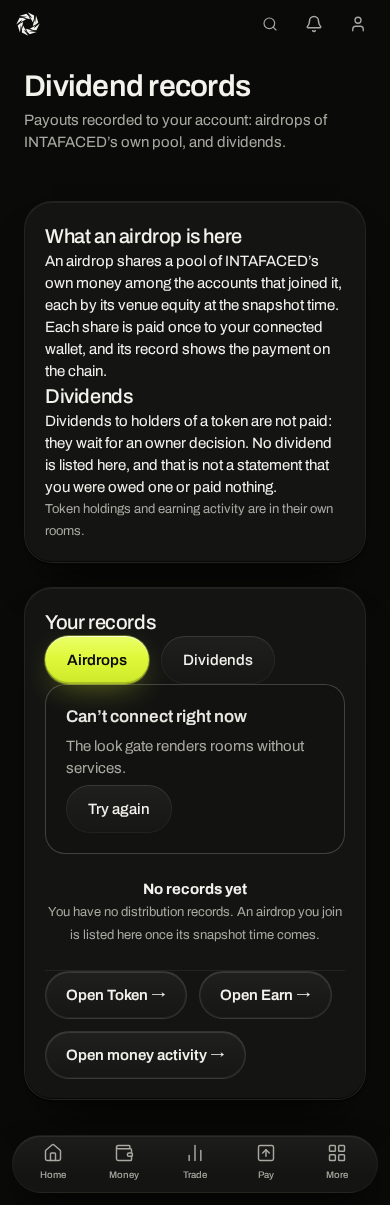 Dividend records
Payouts recorded to your account: airdrops of
INTAFACED's own pool, and dividends.
What an airdrop is here
An airdrop shares a pool of INTAFACED's
own money among the accounts that joined it,
each by its venue equity at the snapshot time.
Each share is paid once to your connected
wallet, and its record shows the payment on
the chain.
Dividends
Dividends to holders of a token are not paid:
they wait for an owner decision. No dividend
is listed here, and that is not a statement that
you were owed one or paid nothing.
Token holdings and earning activity are in their own
rooms.
Your records
Airdrops Dividends
Can't connect right now
The look gate renders rooms without
services.
Try again
No records yet
You have no distribution records. An airdrop you join
is listed here once its snapshot time comes.
Open Token → Open Earn →
Open money activity →
Home Money Trade Pay More